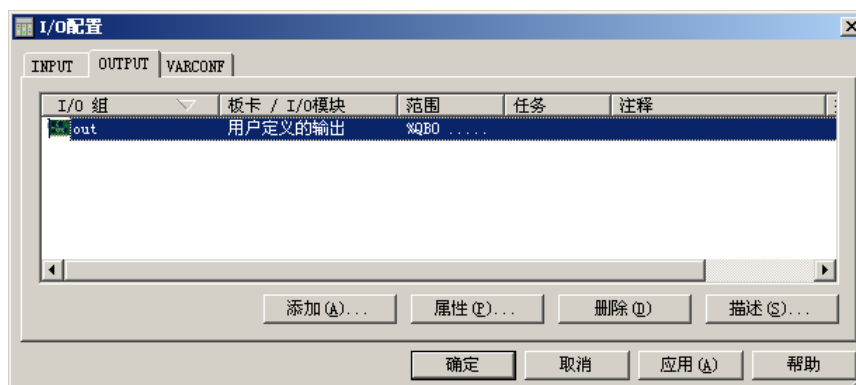 I/O配置
INPUT OUTPUT VARCONF
I/O 组 板卡 / I/O模块 范围 任务 注释
out 用户定义的输出 %QB0 .....
添加(A)... 属性(P)... 删除(D) 描述(S)...
确定 取消 应用(A) 帮助